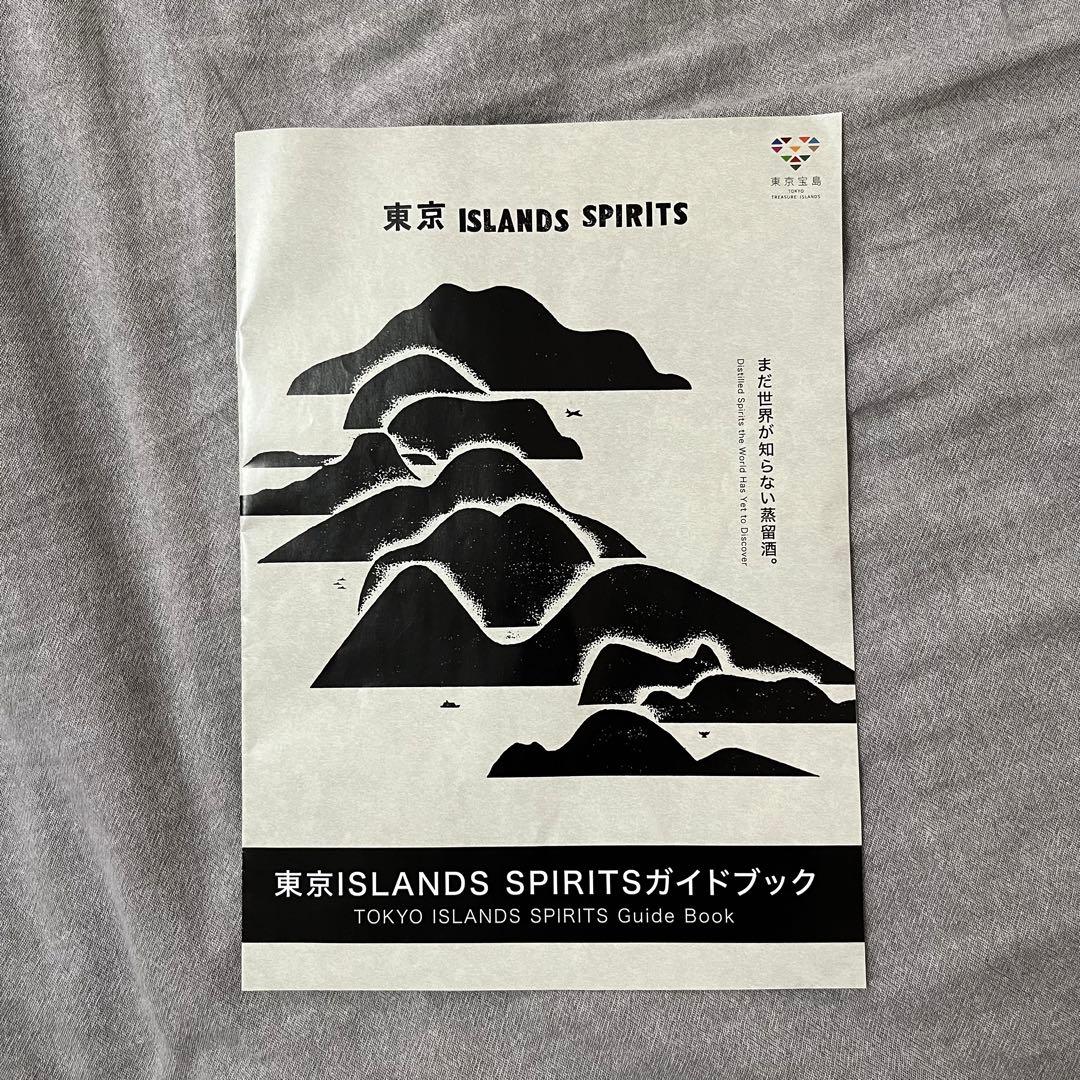 東京宝島
TOKYO
TREASURE ISLANDS
東京 ISLANDS SPIRITS
まだ世界が知らない蒸留酒。
Distilled Spirits the World Has Yet to Discover
東京ISLANDS SPIRITSガイドブック
TOKYO ISLANDS SPIRITS Guide Book